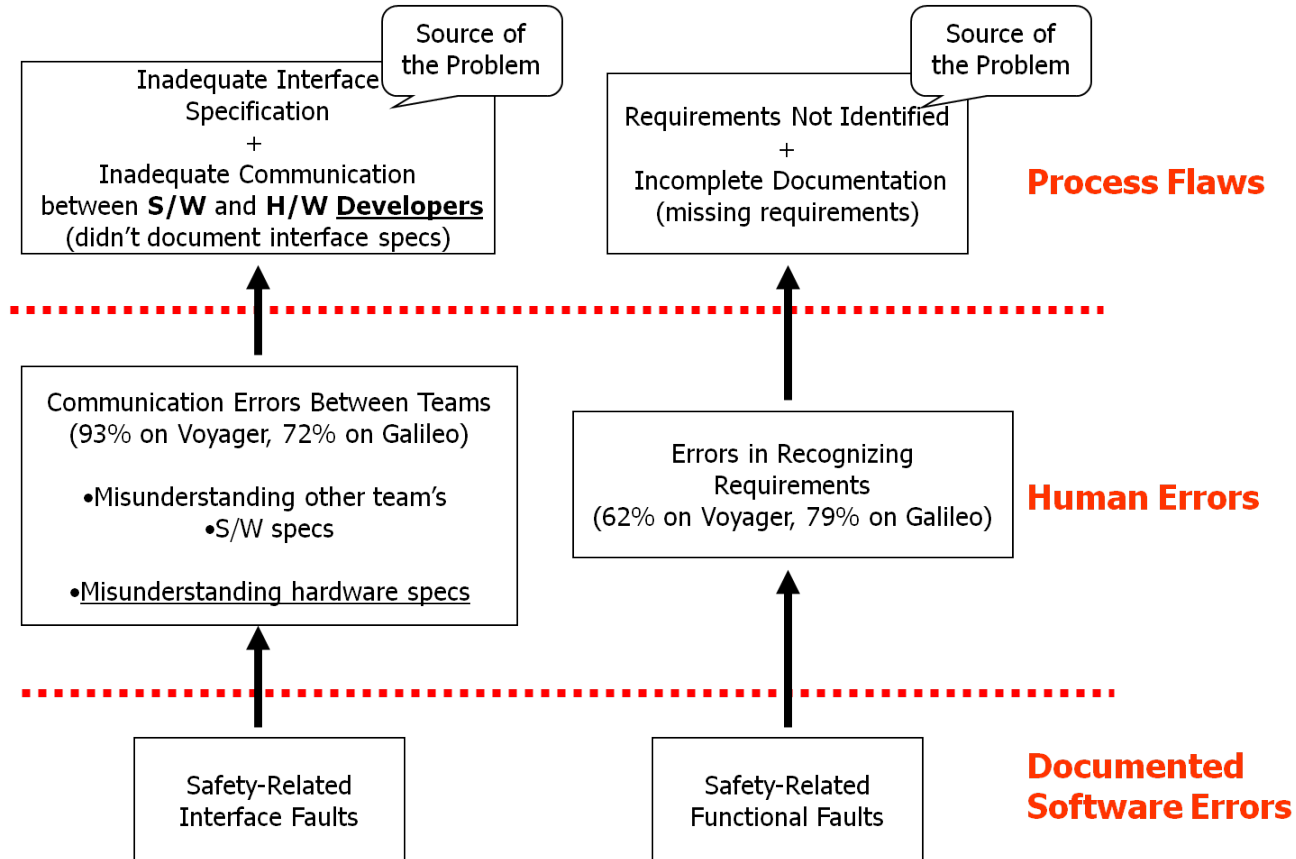 Source of
the Problem
Inadequate Interface
Specification
+
Inadequate Communication
between S/W and H/W Developers
(didn't document interface specs)
Source of
the Problem
Requirements Not Identified
+
Incomplete Documentation
(missing requirements)
Process Flaws
Communication Errors Between Teams
(93% on Voyager, 72% on Galileo)
•Misunderstanding other team's
•S/W specs
•Misunderstanding hardware specs
Errors in Recognizing
Requirements
(62% on Voyager, 79% on Galileo)
Human Errors
Safety-Related
Interface Faults
Safety-Related
Functional Faults
Documented
Software Errors